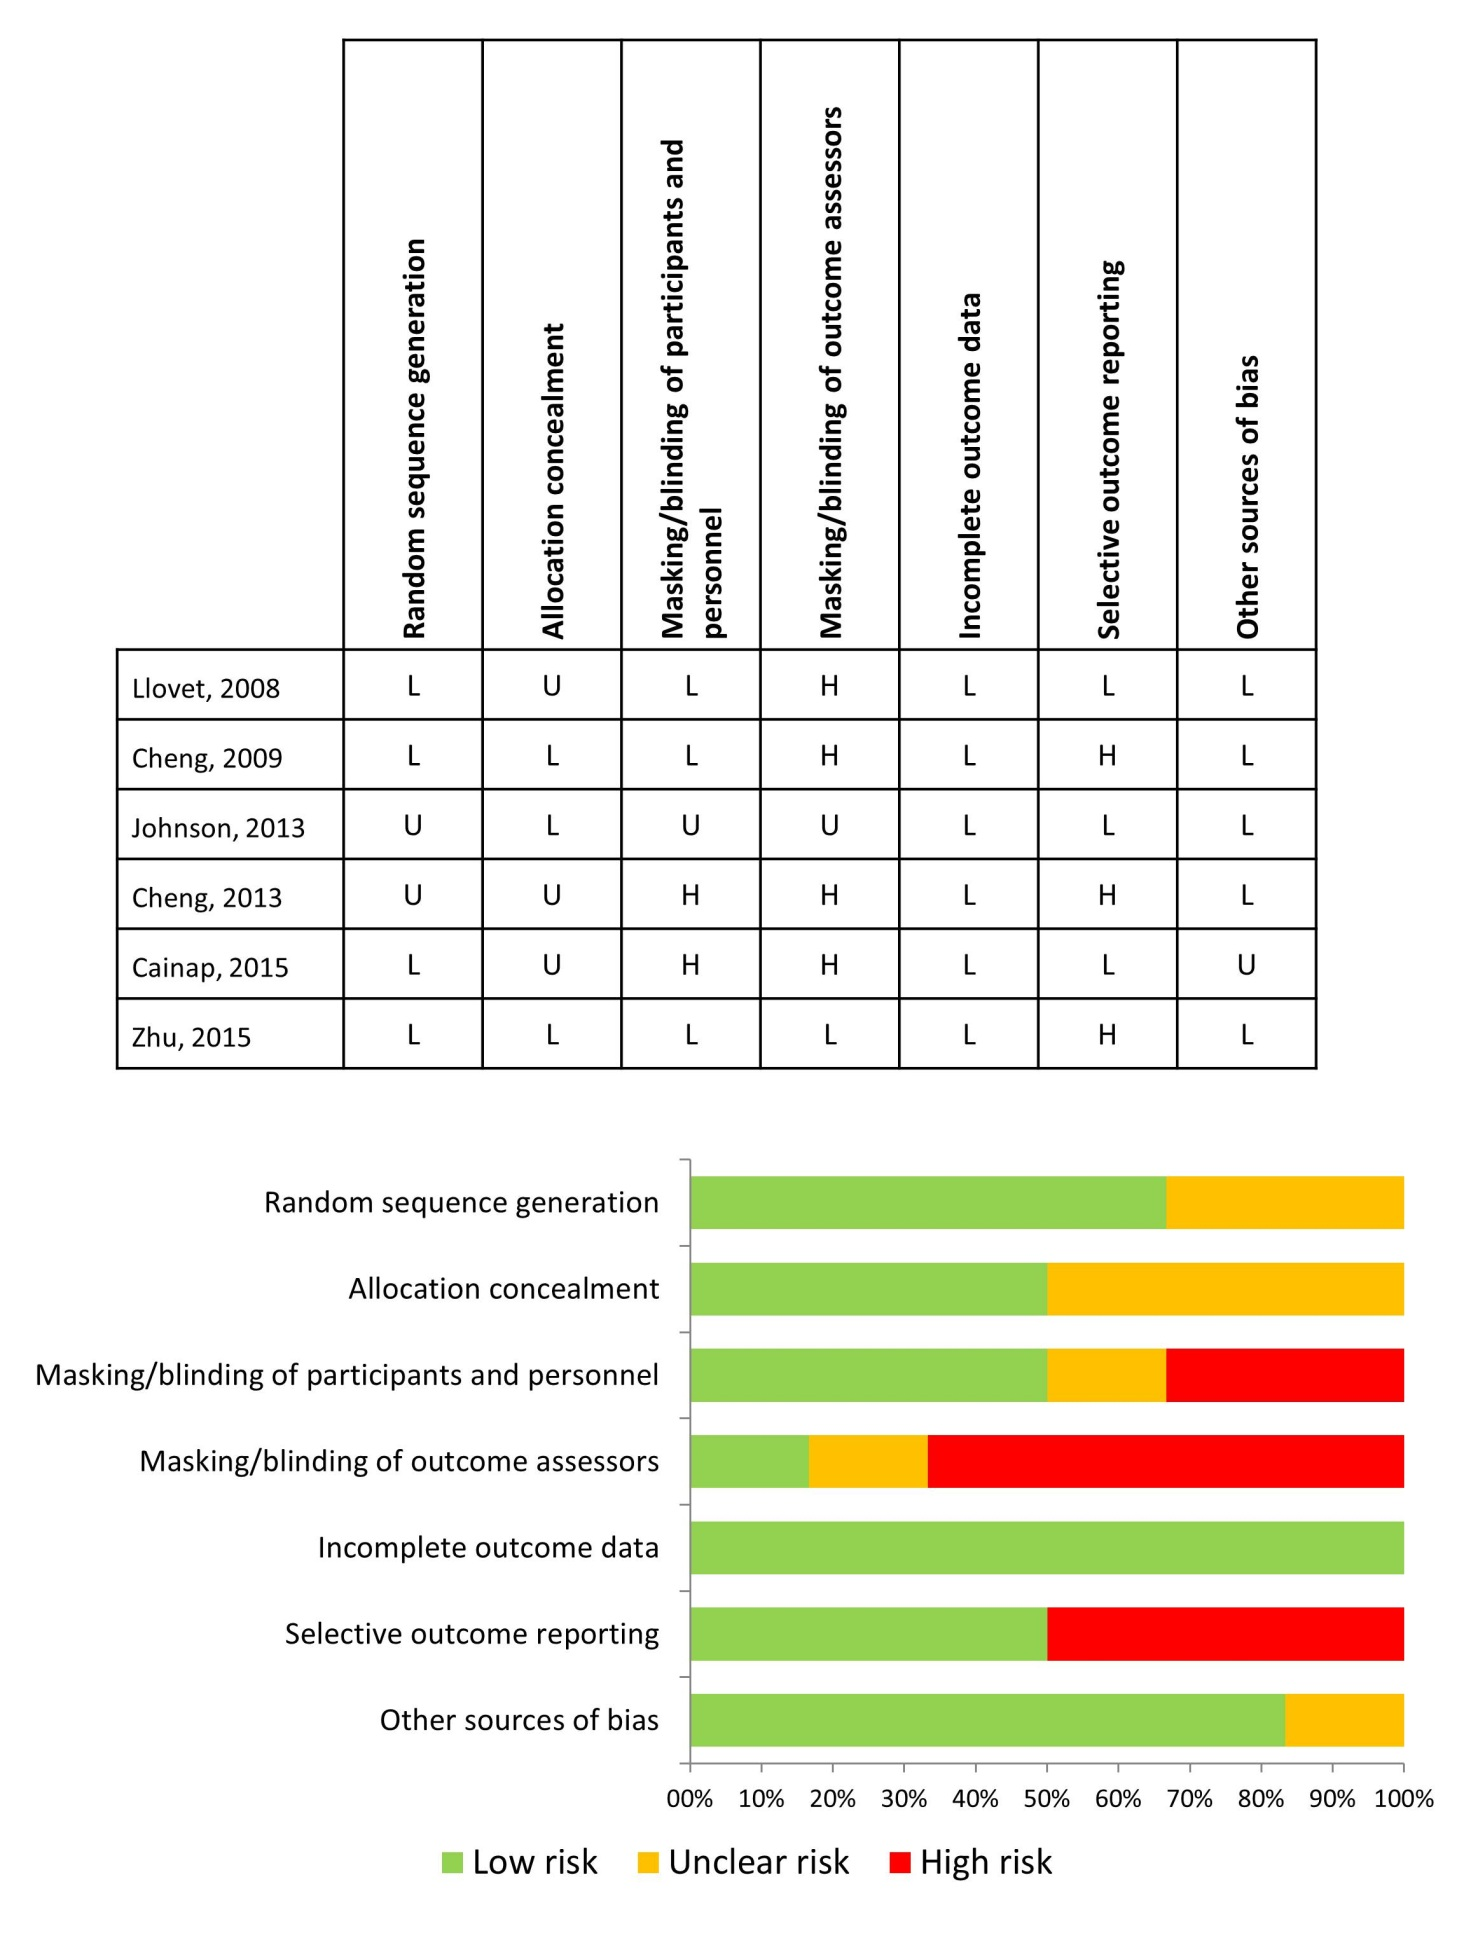 Random sequence generation
Allocation concealment
Masking/blinding of participants and
personnel
Masking/blinding of outcome assessors
Incomplete outcome data
Selective outcome reporting
Other sources of bias
Llovet, 2008 L U L H L L L
Cheng, 2009 L L L H L H L
Johnson, 2013 U L U U L L L
Cheng, 2013 U U H H L H L
Cainap, 2015 L U H H L L U
Zhu, 2015 L L L L L H L
Random sequence generation
Allocation concealment
Masking/blinding of participants and personnel
Masking/blinding of outcome assessors
Incomplete outcome data
Selective outcome reporting
Other sources of bias
00% 10% 20% 30% 40% 50% 60% 70% 80% 90% 100%
Low risk Unclear risk High risk